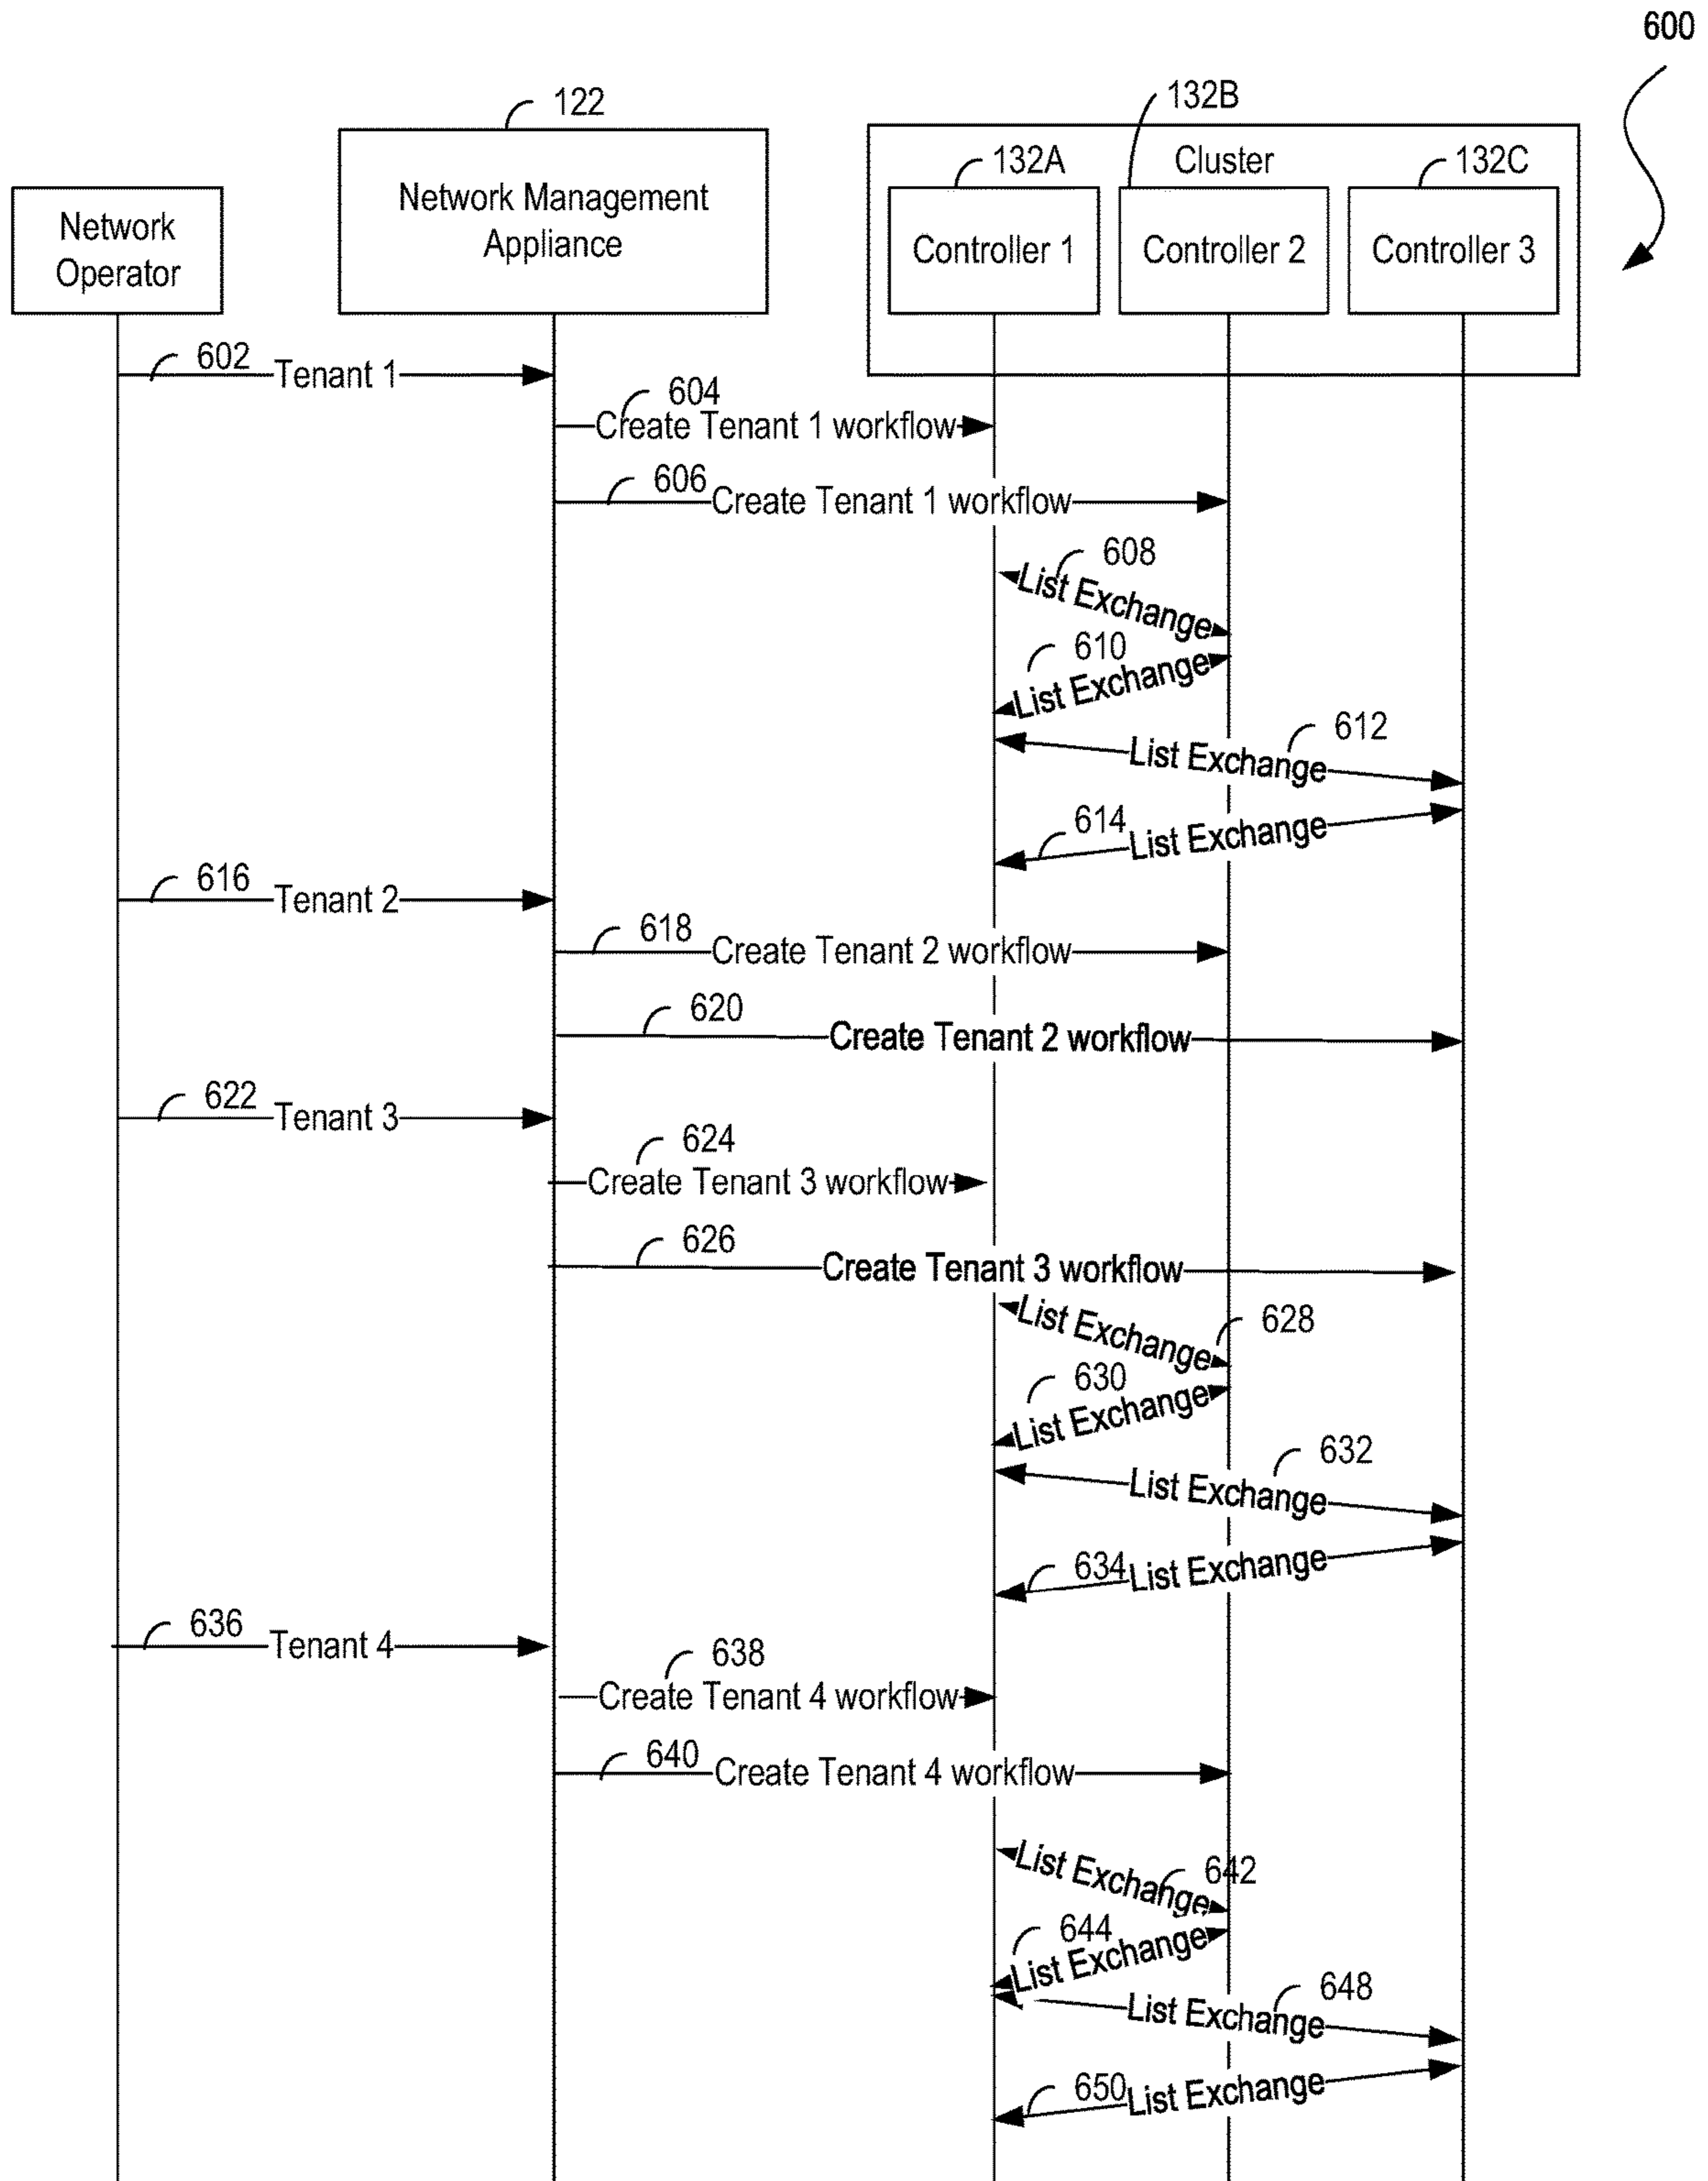 600
122
132B
132A
Cluster
132C
Network Management
Appliance
Network
Operator
Controller 1
Controller 2
Controller 3
602
Tenant 1
604
Create Tenant 1 workflow
606
Create Tenant 1 workflow
608
List Exchange
610
List Exchange
612
List Exchange
614
List Exchange
616
Tenant 2
618
Create Tenant 2 workflow
620
Create Tenant 2 workflow
622
Tenant 3
624
Create Tenant 3 workflow
626
Create Tenant 3 workflow
628
List Exchange
630
List Exchange
632
List Exchange
634
List Exchange
636
Tenant 4
638
Create Tenant 4 workflow
640
Create Tenant 4 workflow
642
List Exchange
644
List Exchange
648
List Exchange
650
List Exchange